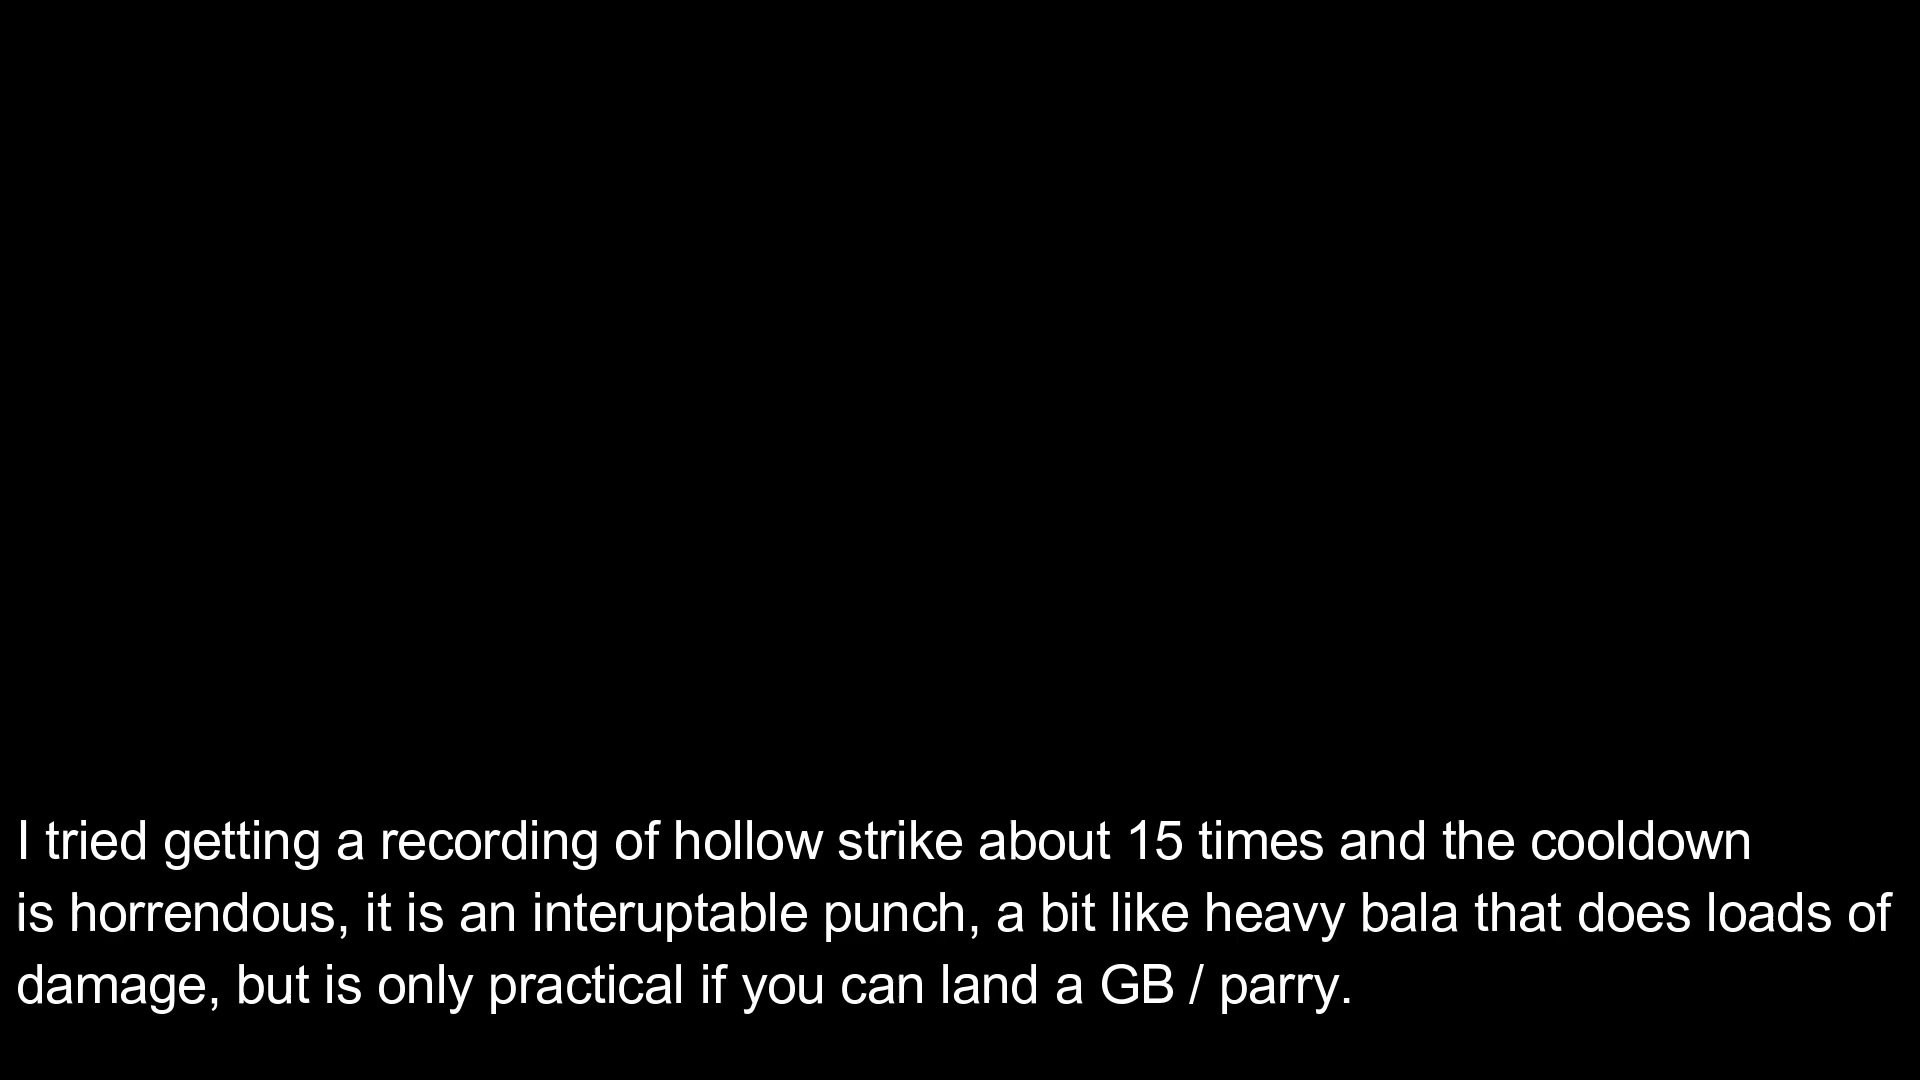 I tried getting a recording of hollow strike about 15 times and the cooldown
is horrendous, it is an interuptable punch, a bit like heavy bala that does loads of
damage, but is only practical if you can land a GB / parry.